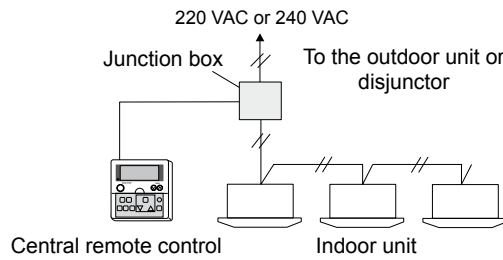 220 VAC or 240 VAC
Junction box
To the outdoor unit or
disjunctor
Central remote control
Indoor unit